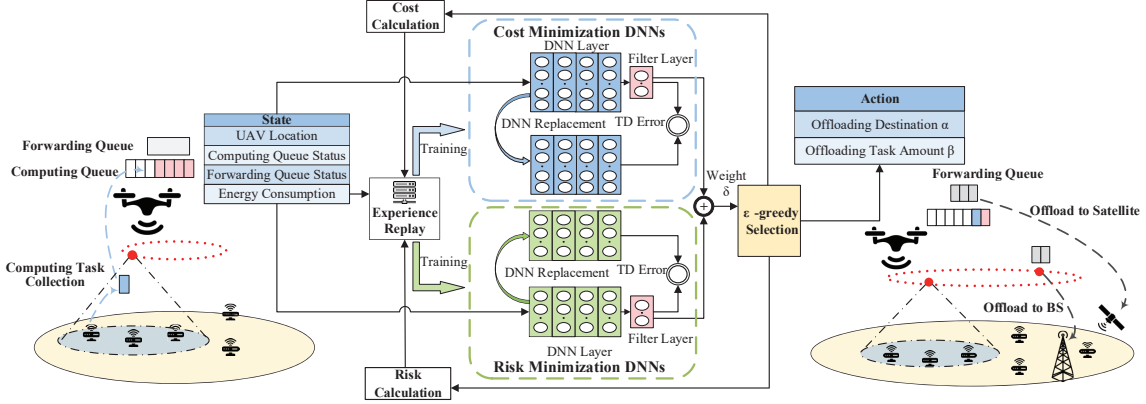 Cost
Calculation
Cost Minimization DNNs
DNN Layer
Filter Layer
DNN Replacement
TD Error
Training
State
UAV Location
Computing Queue Status
Forwarding Queue Status
Energy Consumption
Forwarding Queue
Computing Queue
Computing Task
Collection
Experience
Replay
Training
DNN Replacement
TD Error
DNN Layer
Filter Layer
Risk Minimization DNNs
Risk
Calculation
Weight
δ
+
ε -greedy
Selection
Action
Offloading Destination α
Offloading Task Amount β
Forwarding Queue
Offload to Satellite
Offload to BS